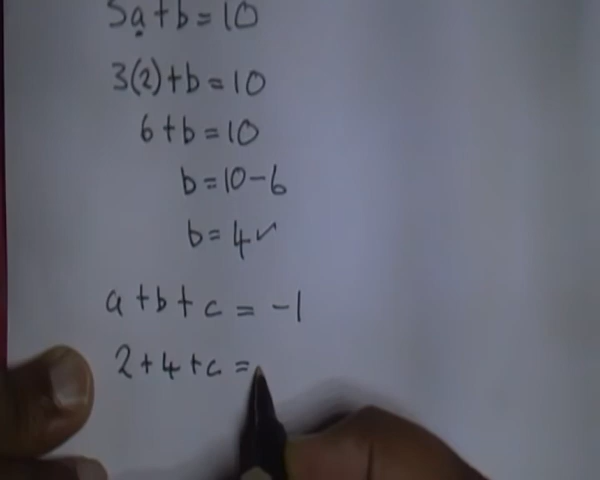 3a+b=10
3(2)+b=10
6+b=10
b=10-6
b=4✓
a+b+c=-1
2+4+c=